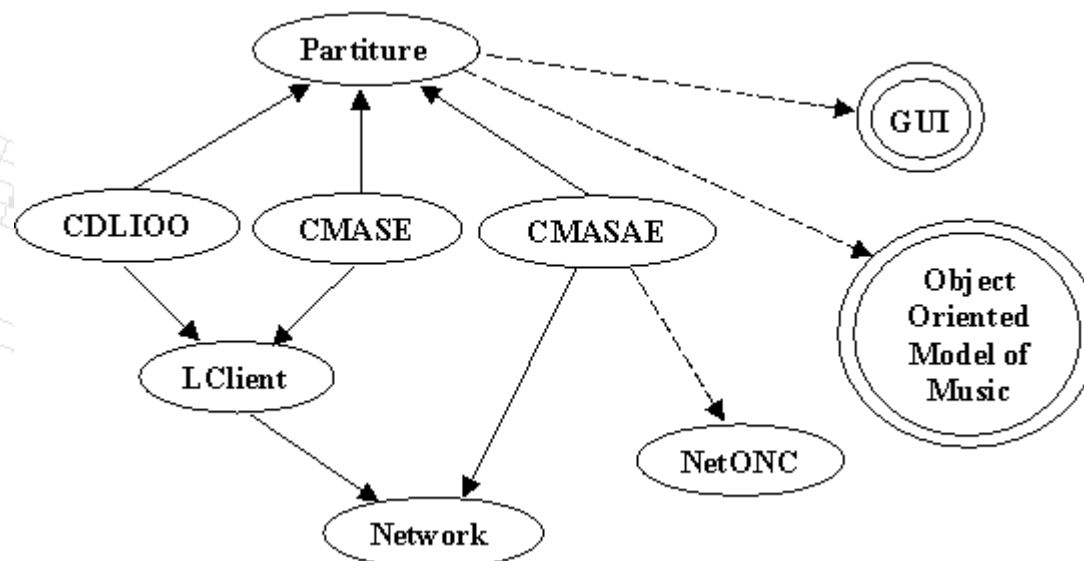 Partiture
GUI
CDLIOO
CMASE
CMASAE
Object
Oriented
Model of
Music
LClient
NetONC
Network